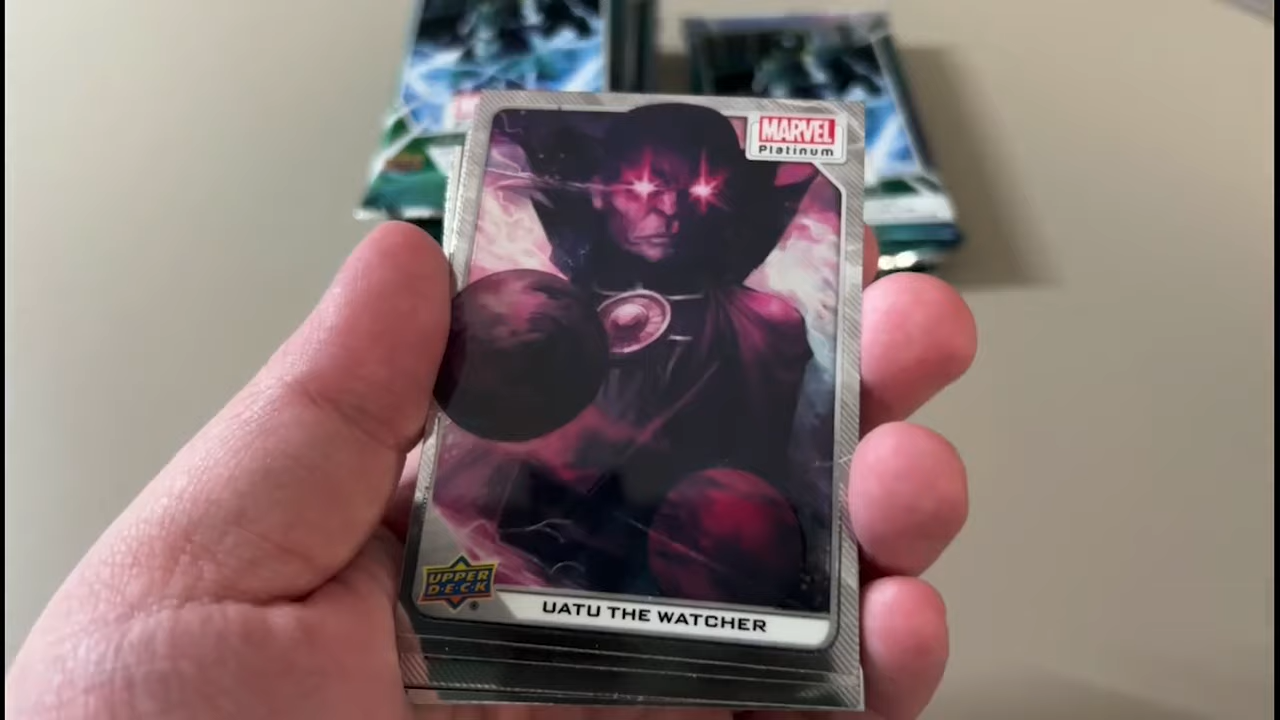 MARVEL
Platinum
UPPER
D·E·C·K
®
UATU THE WATCHER